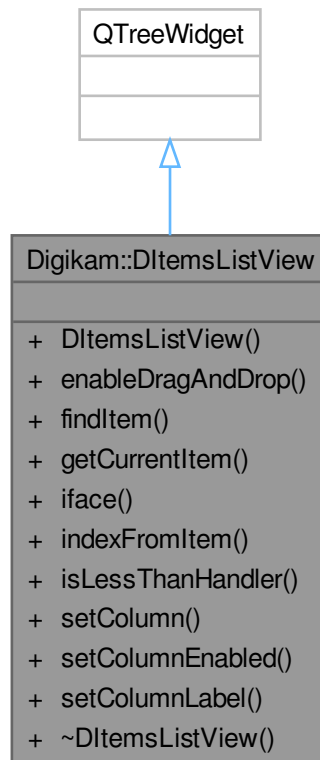 QTreeWidget
Digikam::DItemsListView
+ DItemsListView()
+ enableDragAndDrop()
+ findItem()
+ getCurrentItem()
+ iface()
+ indexFromItem()
+ isLessThanHandler()
+ setColumn()
+ setColumnEnabled()
+ setColumnLabel()
+ ~DItemsListView()